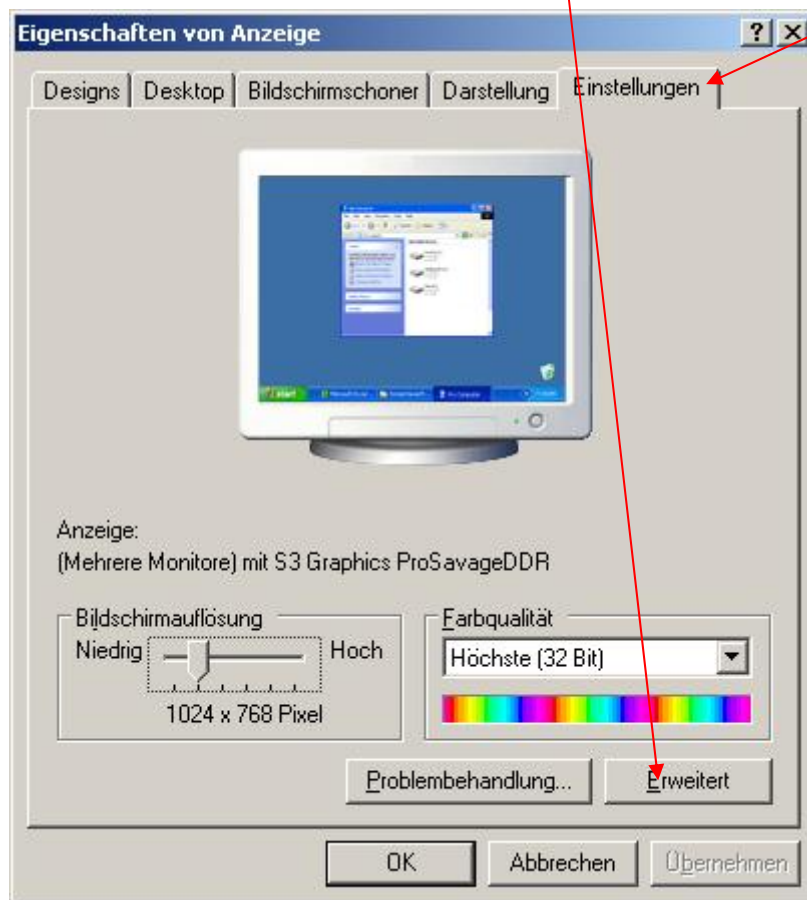 Eigenschaften von Anzeige
Designs Desktop Bildschirmschoner Darstellung Einstellungen
Anzeige:
(Mehrere Monitore) mit S3 Graphics ProSavageDDR
Bildschirmauflösung
Niedrig Hoch
1024 x 768 Pixel
Farbqualität
Höchste (32 Bit)
Problembehandlung... Erweitert
OK Abbrechen Übernehmen